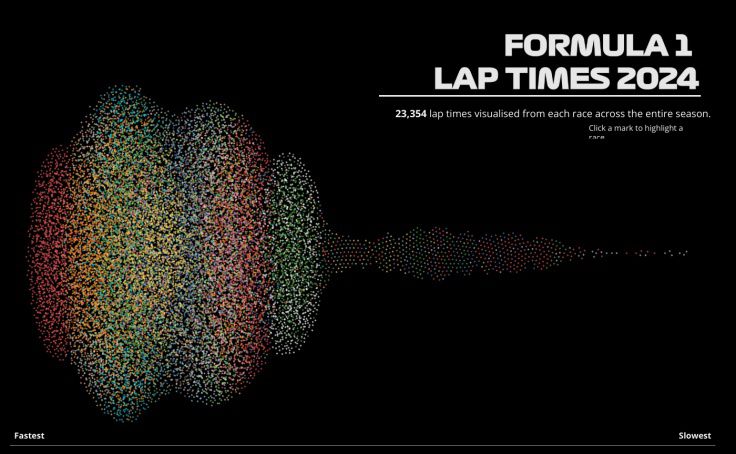 FORMULA 1
LAP TIMES 2024
23,354 lap times visualised from each race across the entire season.
Click a mark to highlight a
race
Fastest
Slowest